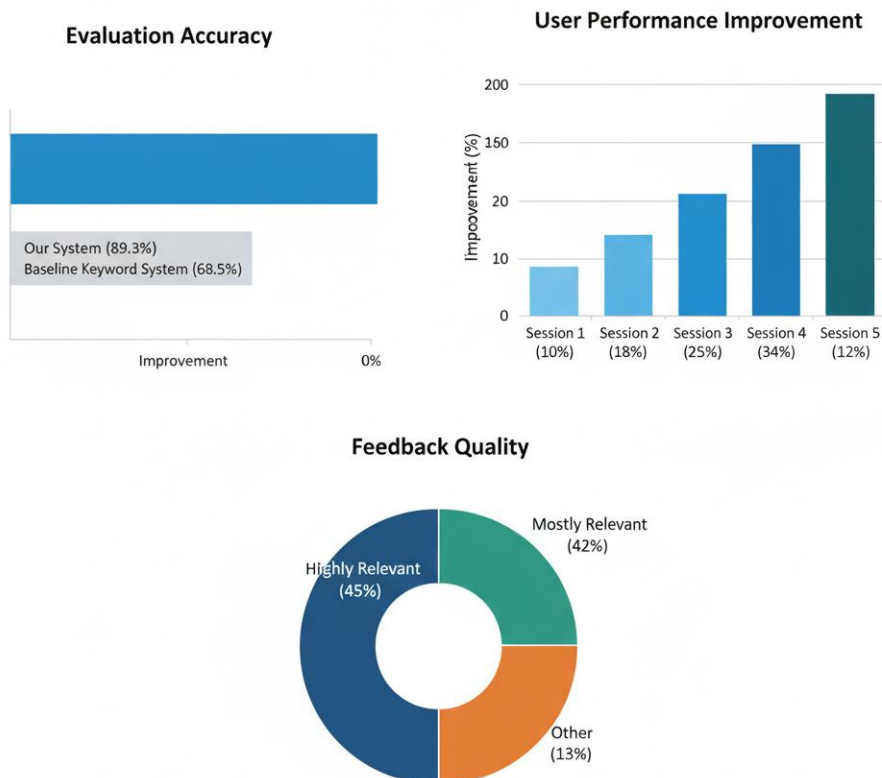 Evaluation Accuracy
Our System (89.3%)
Baseline Keyword System (68.5%)
Improvement
0%
User Performance Improvement
Impoovement (%)
200
150
20
10
0
Session 1
(10%)
Session 2
(18%)
Session 3
(25%)
Session 4
(34%)
Session 5
(12%)
Feedback Quality
Highly Relevant
(45%)
Mostly Relevant
(42%)
Other
(13%)